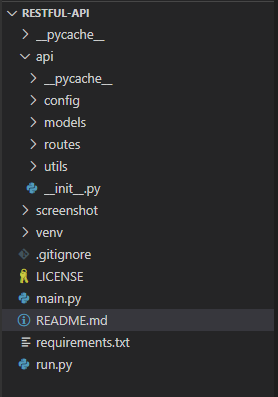 RESTFUL-API
__pycache__
api
__pycache__
config
models
routes
utils
__init__.py
screenshot
venv
.gitignore
LICENSE
main.py
README.md
requirements.txt
run.py